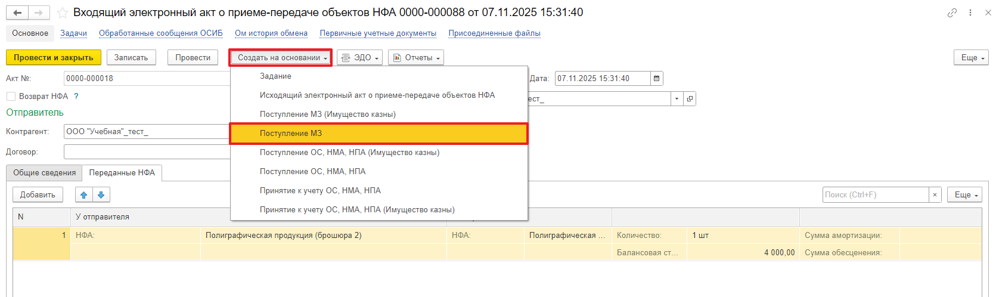 Входящий электронный акт о приеме-передаче объектов НФА 0000-000088 от 07.11.2025 15:31:40
Основное Задачи Обработанные сообщения ОСИБ Ом история обмена Первичные учетные документы Присоединенные файлы
Провести и закрыть Записать Провести Создать на основании ЭДО Отчеты Еще
Акт №: 0000-000018 Дата: 07.11.2025 15:31:40
Возврат НФА ? ест_
Отправитель
Контрагент: ООО "Учебная"_тест_
Договор:
Задание
Исходящий электронный акт о приеме-передаче объектов НФА
Поступление МЗ (Имущество казны)
Поступление МЗ
Поступление ОС, НМА, НПА (Имущество казны)
Поступление ОС, НМА, НПА
Принятие к учету ОС, НМА, НПА
Принятие к учету ОС, НМА, НПА (Имущество казны)
Общие сведения Переданные НФА
Добавить Поиск (Ctrl+F) × Еще
N У отправителя
1 НФА: Полиграфическая продукция (брошюра 2) НФА: Полиграфическая ... Количество: 1 шт Сумма амортизации:
Балансовая ст... 4 000,00 Сумма обесценения: